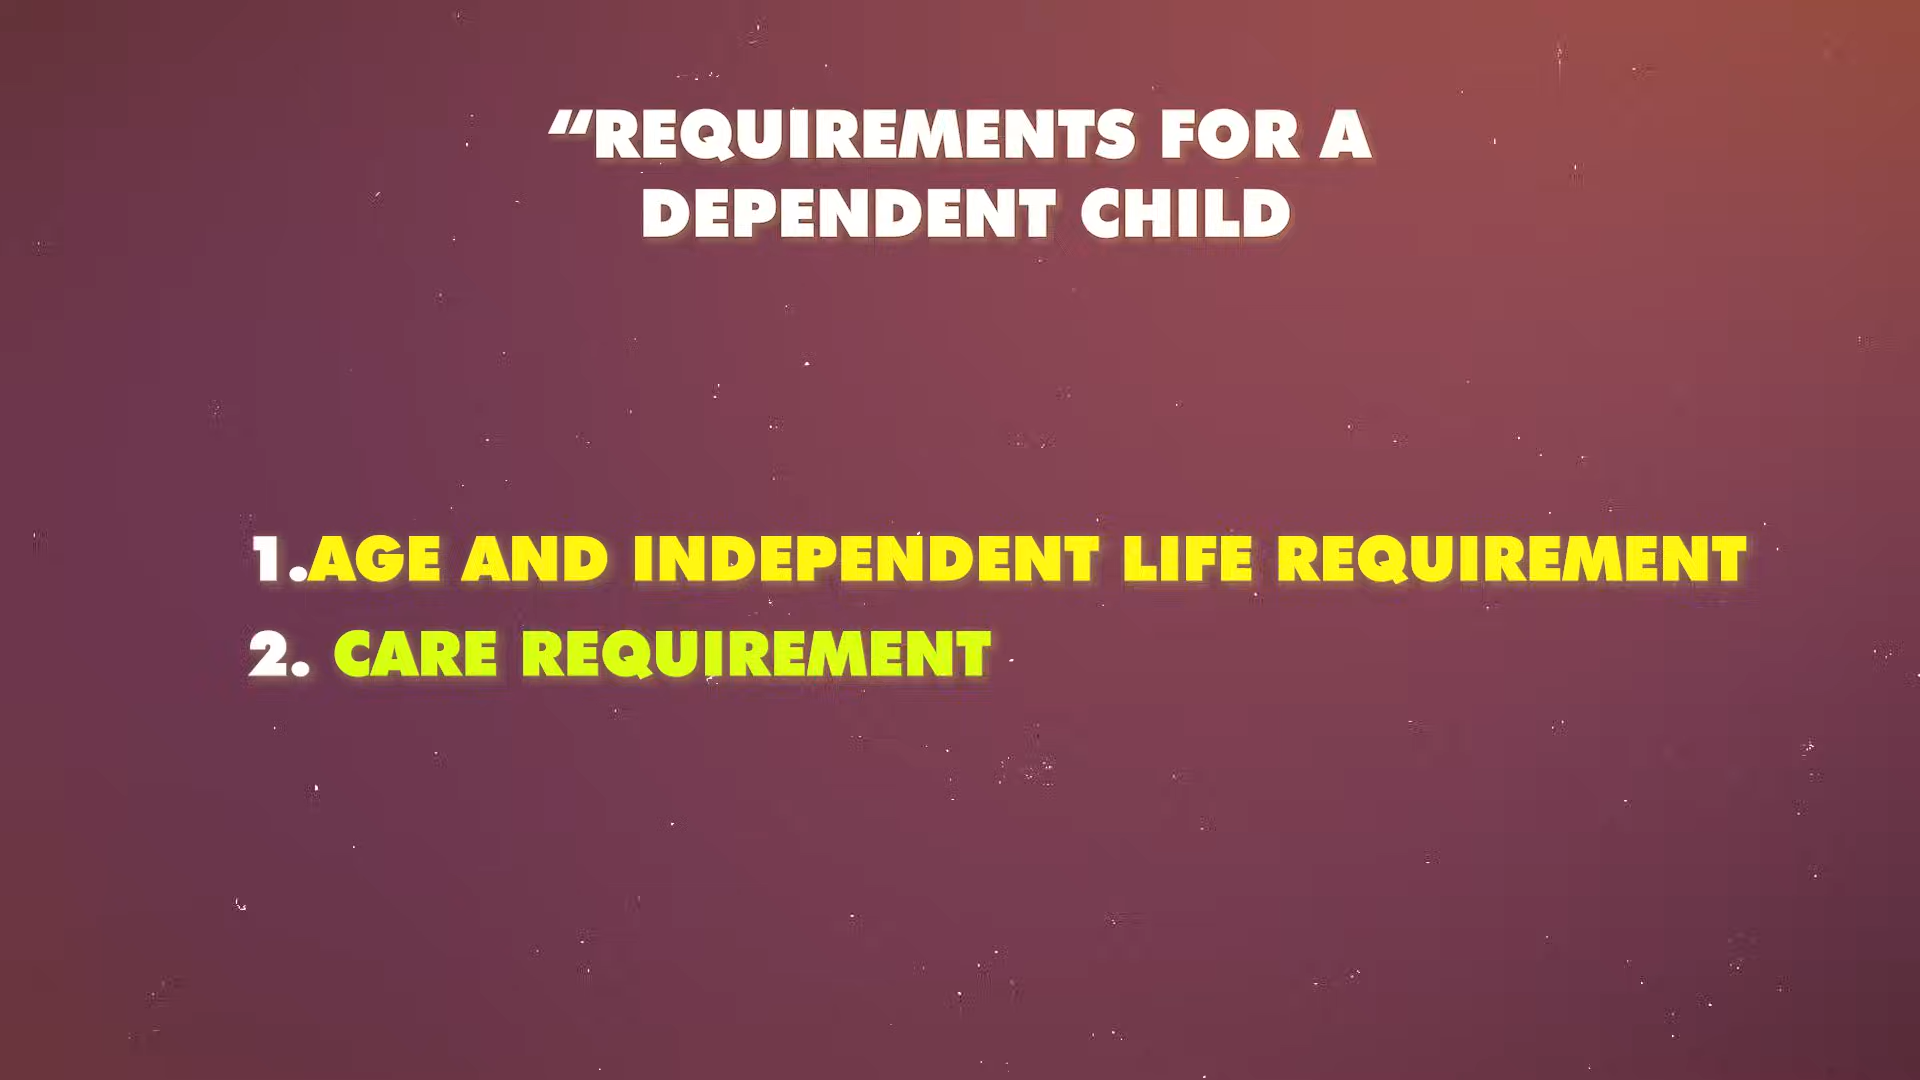 “REQUIREMENTS FOR A
DEPENDENT CHILD
1.AGE AND INDEPENDENT LIFE REQUIREMENT
2. CARE REQUIREMENT